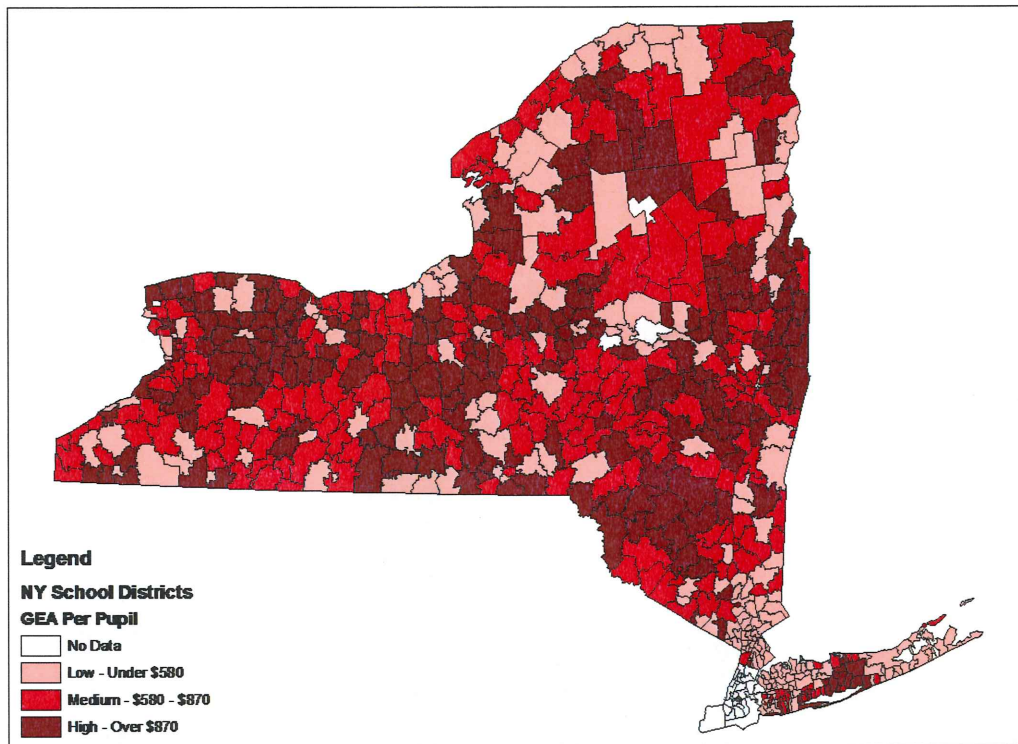 Legend
NY School Districts
GEA Per Pupil
No Data
Low - Under $580
Medium - $580 - $870
High - Over $870